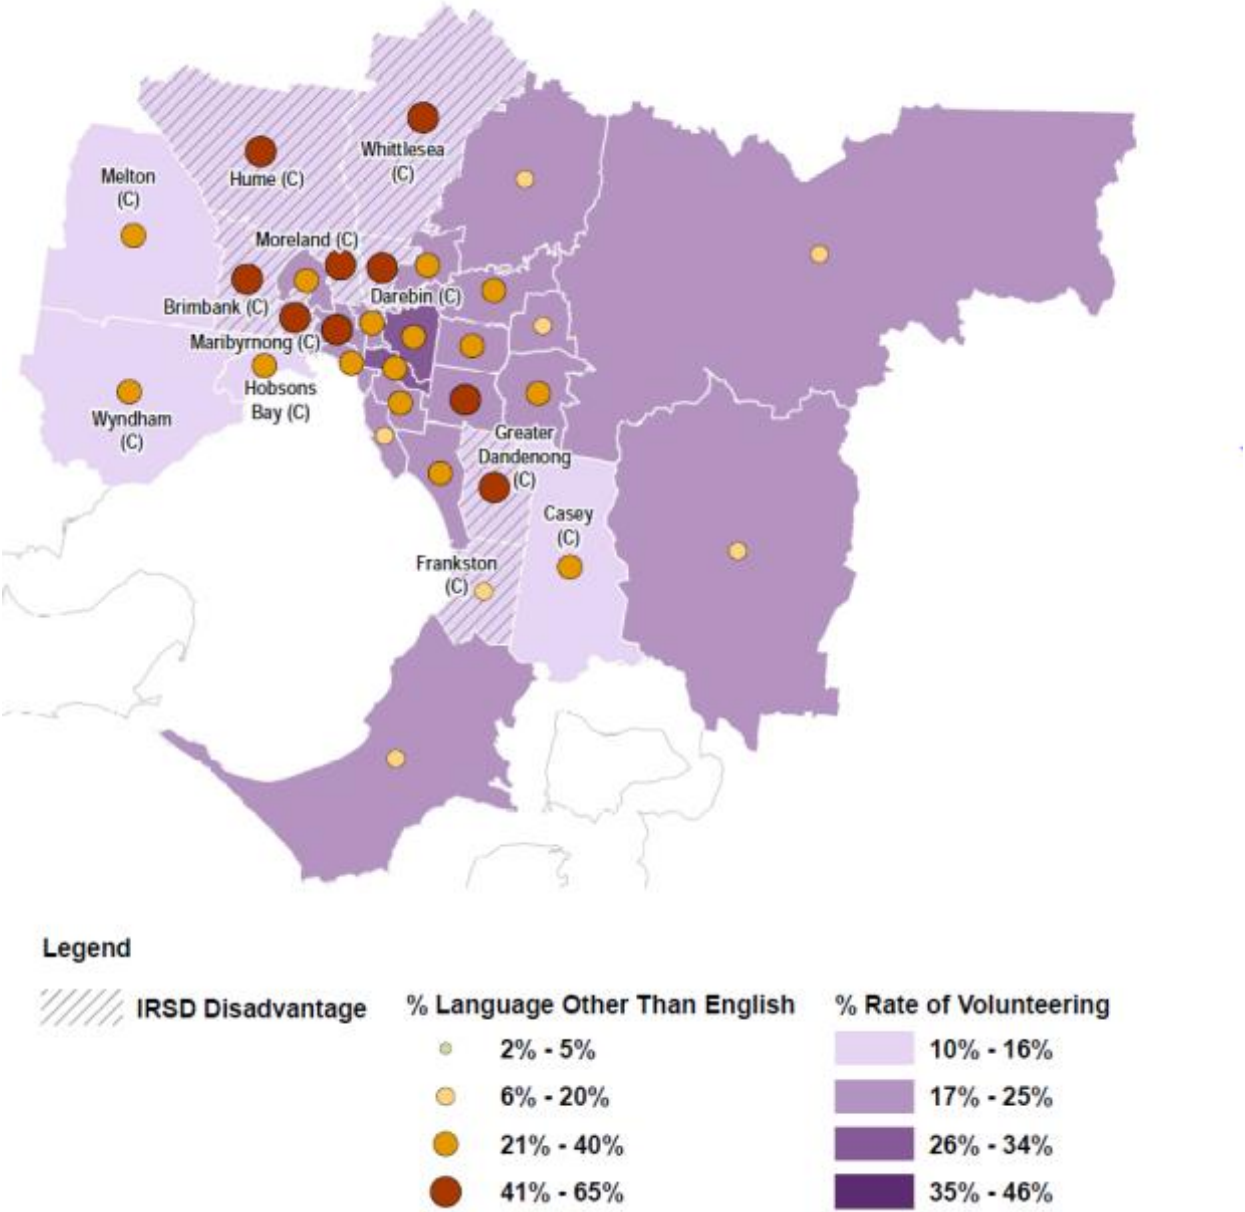 Whittlesea
(C)
Hume (C)
Melton
(C)
Moreland (C)
Brimbank (C)
Darebin (C)
Maribyrnong (C)
Hobsons
Bay (C)
Wyndham
(C)
Greater
Dandenong
(C)
Casey
(C)
Frankston
(C)
Legend
IRSD Disadvantage
% Language Other Than English
2% - 5%
6% - 20%
21% - 40%
41% - 65%
% Rate of Volunteering
10% - 16%
17% - 25%
26% - 34%
35% - 46%